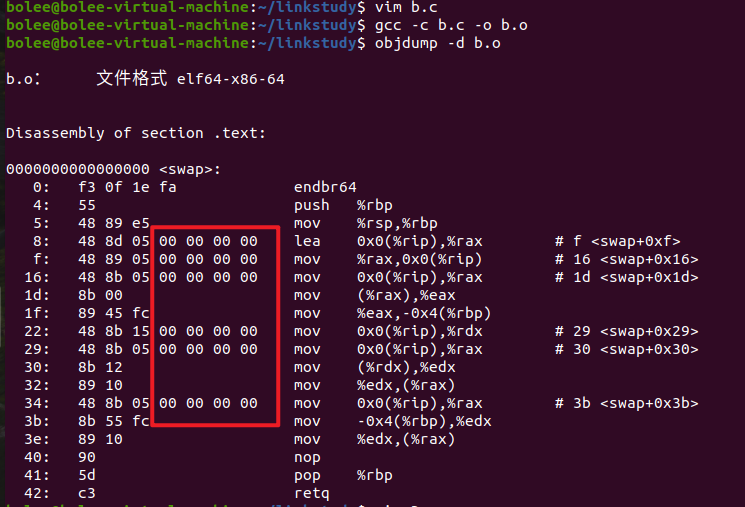 bolee@bolee-virtual-machine:~/linkstudy$ vim b.c
bolee@bolee-virtual-machine:~/linkstudy$ gcc -c b.c -o b.o
bolee@bolee-virtual-machine:~/linkstudy$ objdump -d b.o
b.o：     文件格式 elf64-x86-64
Disassembly of section .text:
0000000000000000 <swap>:
0: f3 0f 1e fa endbr64
4: 55 push %rbp
5: 48 89 e5 mov %rsp,%rbp
8: 48 8d 05 00 00 00 00 lea 0x0(%rip),%rax # f <swap+0xf>
f: 48 89 05 00 00 00 00 mov %rax,0x0(%rip) # 16 <swap+0x16>
16: 48 8b 05 00 00 00 00 mov 0x0(%rip),%rax # 1d <swap+0x1d>
1d: 8b 00 mov (%rax),%eax
1f: 89 45 fc mov %eax,-0x4(%rbp)
22: 48 8b 15 00 00 00 00 mov 0x0(%rip),%rdx # 29 <swap+0x29>
29: 48 8b 05 00 00 00 00 mov 0x0(%rip),%rax # 30 <swap+0x30>
30: 8b 12 mov (%rdx),%edx
32: 89 10 mov %edx,(%rax)
34: 48 8b 05 00 00 00 00 mov 0x0(%rip),%rax # 3b <swap+0x3b>
3b: 8b 55 fc mov -0x4(%rbp),%edx
3e: 89 10 mov %edx,(%rax)
40: 90 nop
41: 5d pop %rbp
42: c3 retq